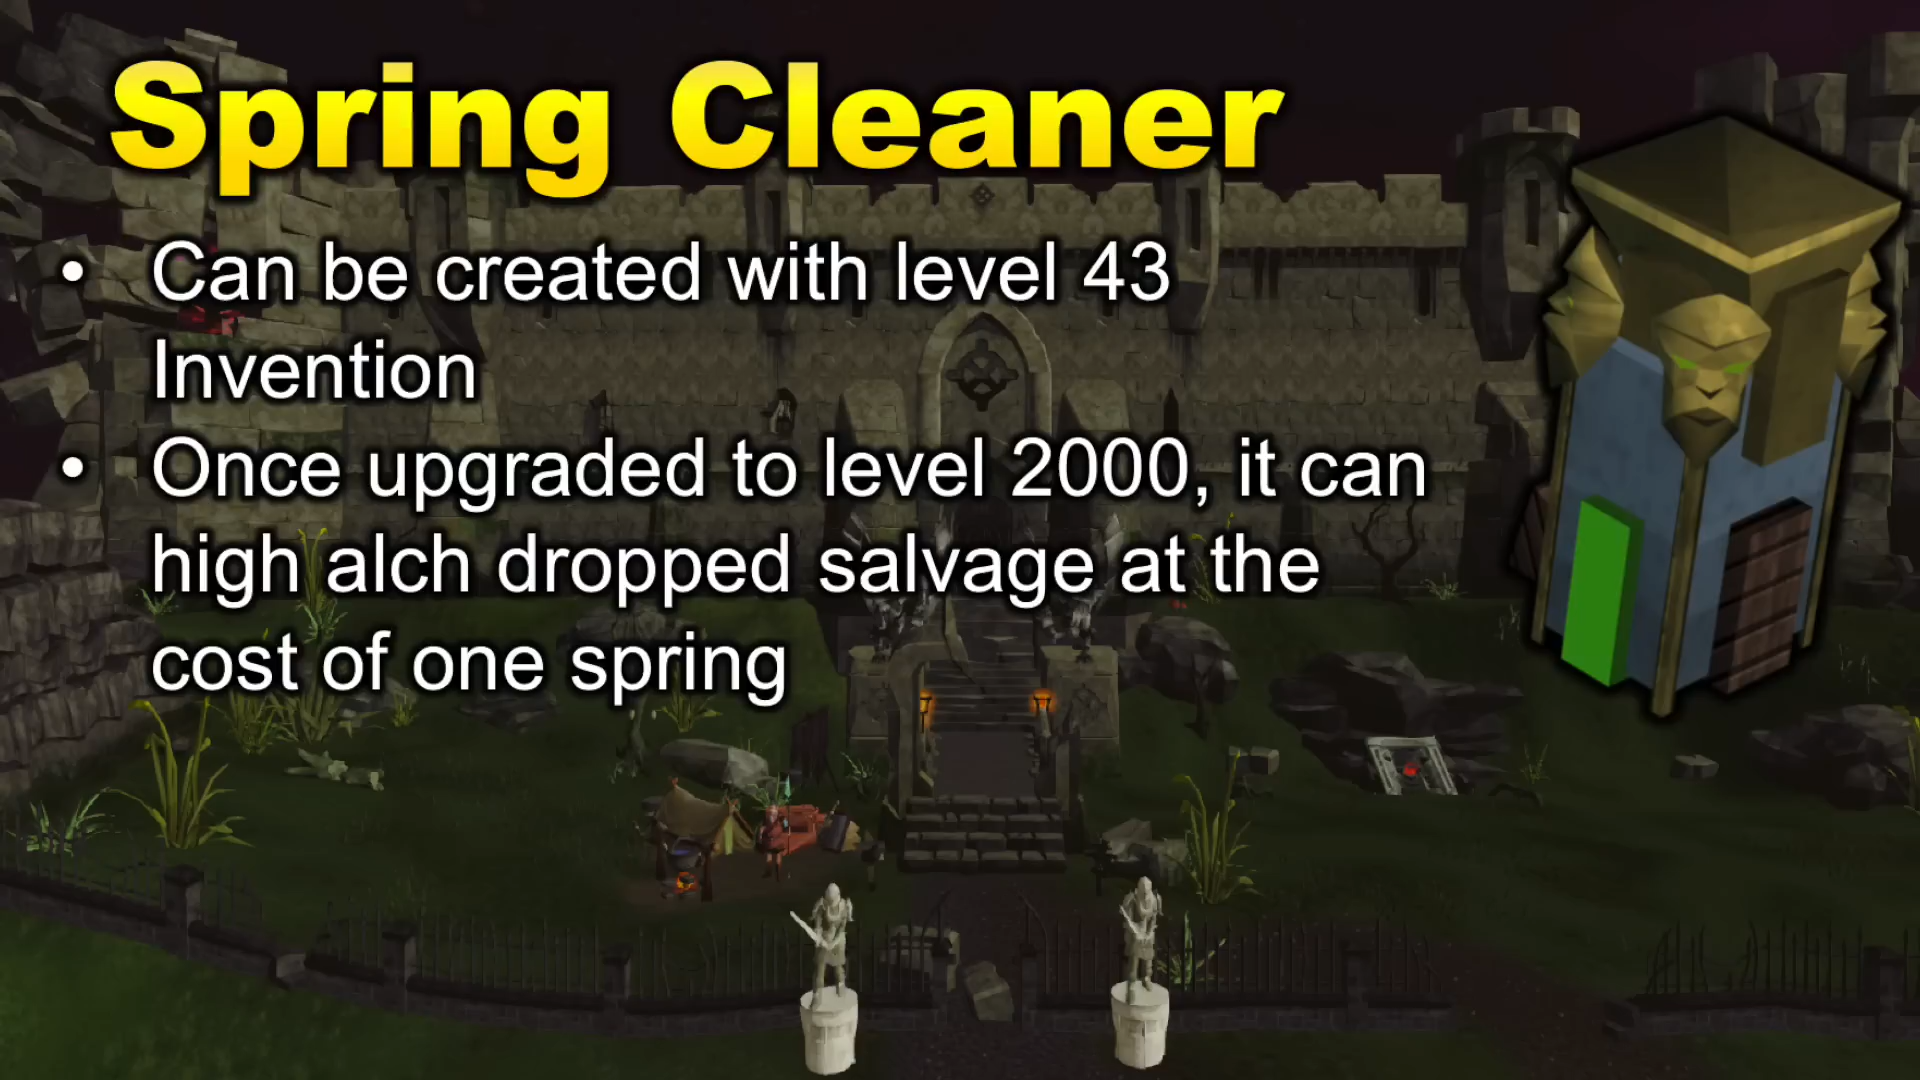 Spring Cleaner
• Can be created with level 43
Invention
• Once upgraded to level 2000, it can
high alch dropped salvage at the
cost of one spring